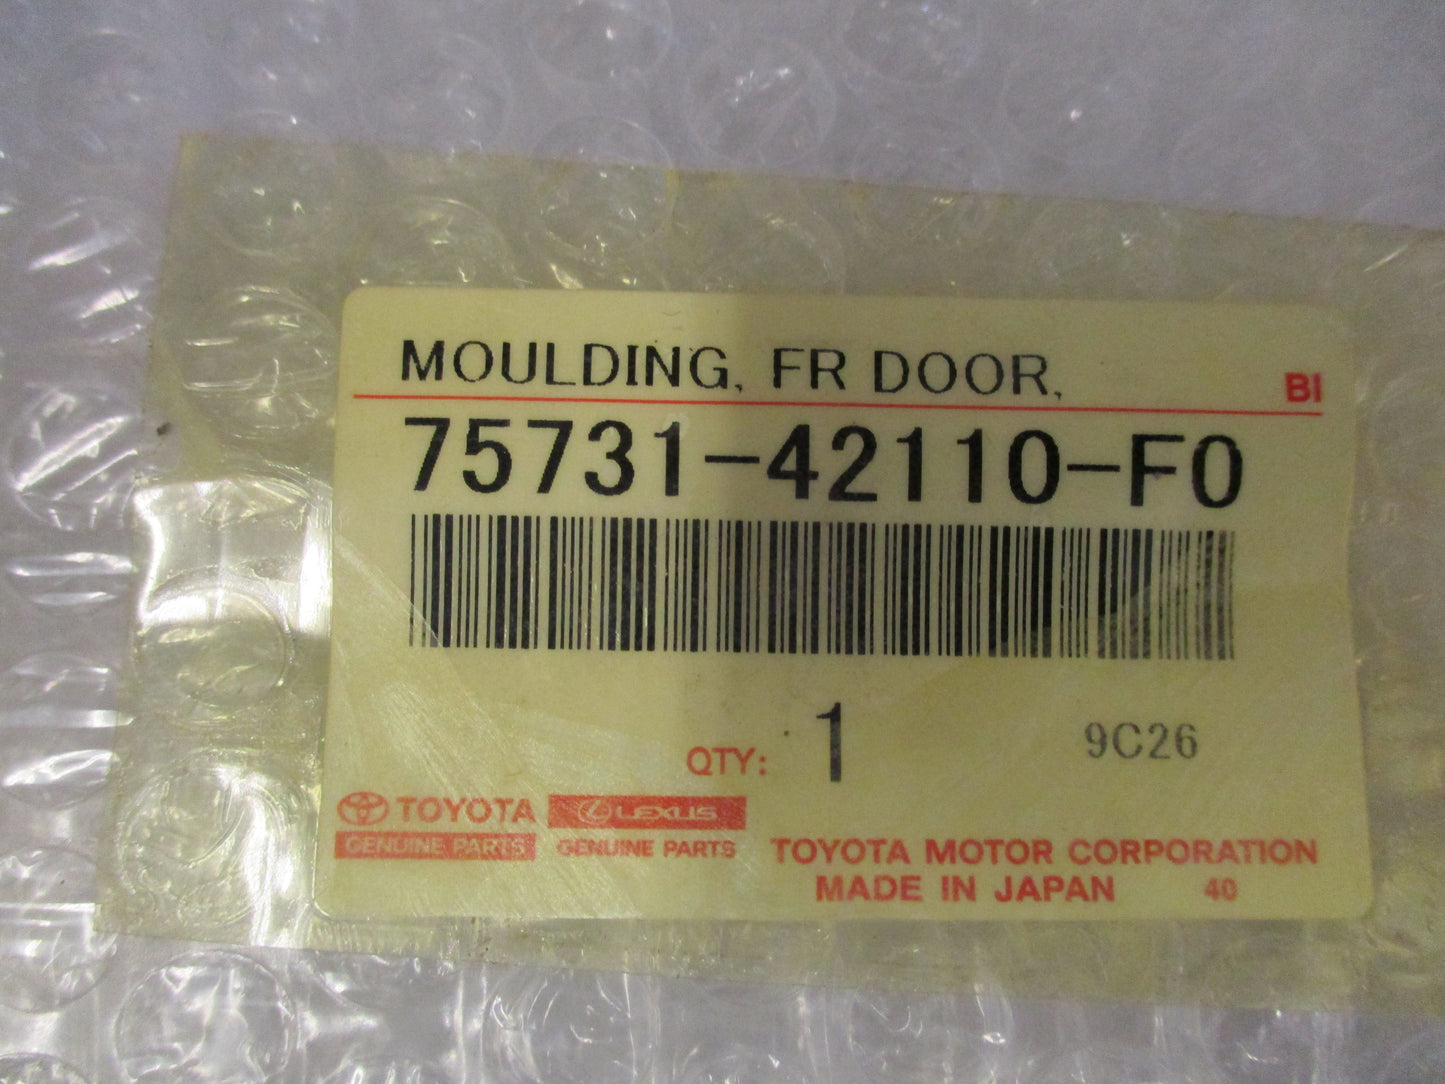 MOULDING, FR DOOR,
BI
75731-42110-F0
QTY: 1
9C26
TOYOTA LEXUS
GENUINE PARTS GENUINE PARTS
TOYOTA MOTOR CORPORATION
MADE IN JAPAN 40